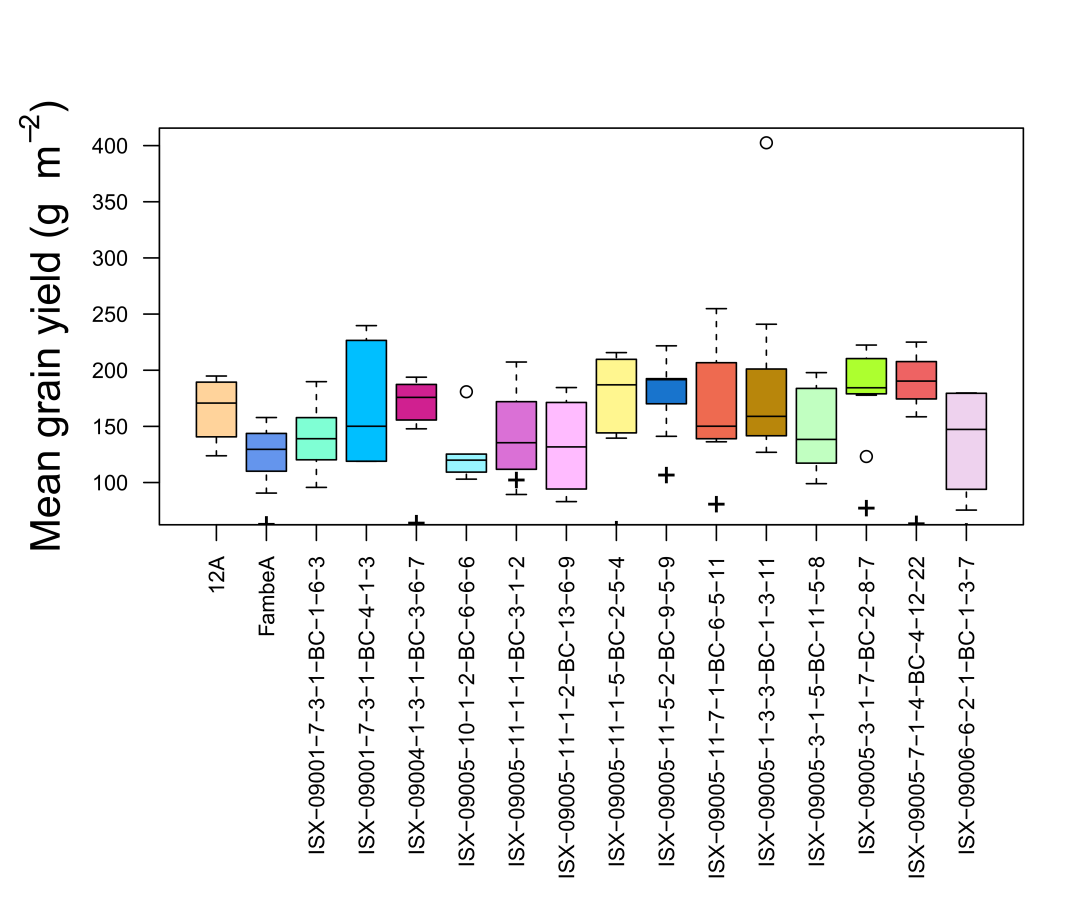 Mean grain yield (g m−2)
400
350
300
250
200
150
100
12A
FambeA
ISX−09001−7−3−1−BC−1−6−3
ISX−09001−7−3−1−BC−4−1−3
ISX−09004−1−3−1−BC−3−6−7
ISX−09005−10−1−2−BC−6−6−6
ISX−09005−11−1−1−BC−3−1−2
ISX−09005−11−1−2−BC−13−6−9
ISX−09005−11−1−5−BC−2−5−4
ISX−09005−11−5−2−BC−9−5−9
ISX−09005−11−7−1−BC−6−5−11
ISX−09005−1−3−3−BC−1−3−11
ISX−09005−3−1−5−BC−11−5−8
ISX−09005−3−1−7−BC−2−8−7
ISX−09005−7−1−4−BC−4−12−22
ISX−09006−6−2−1−BC−1−3−7